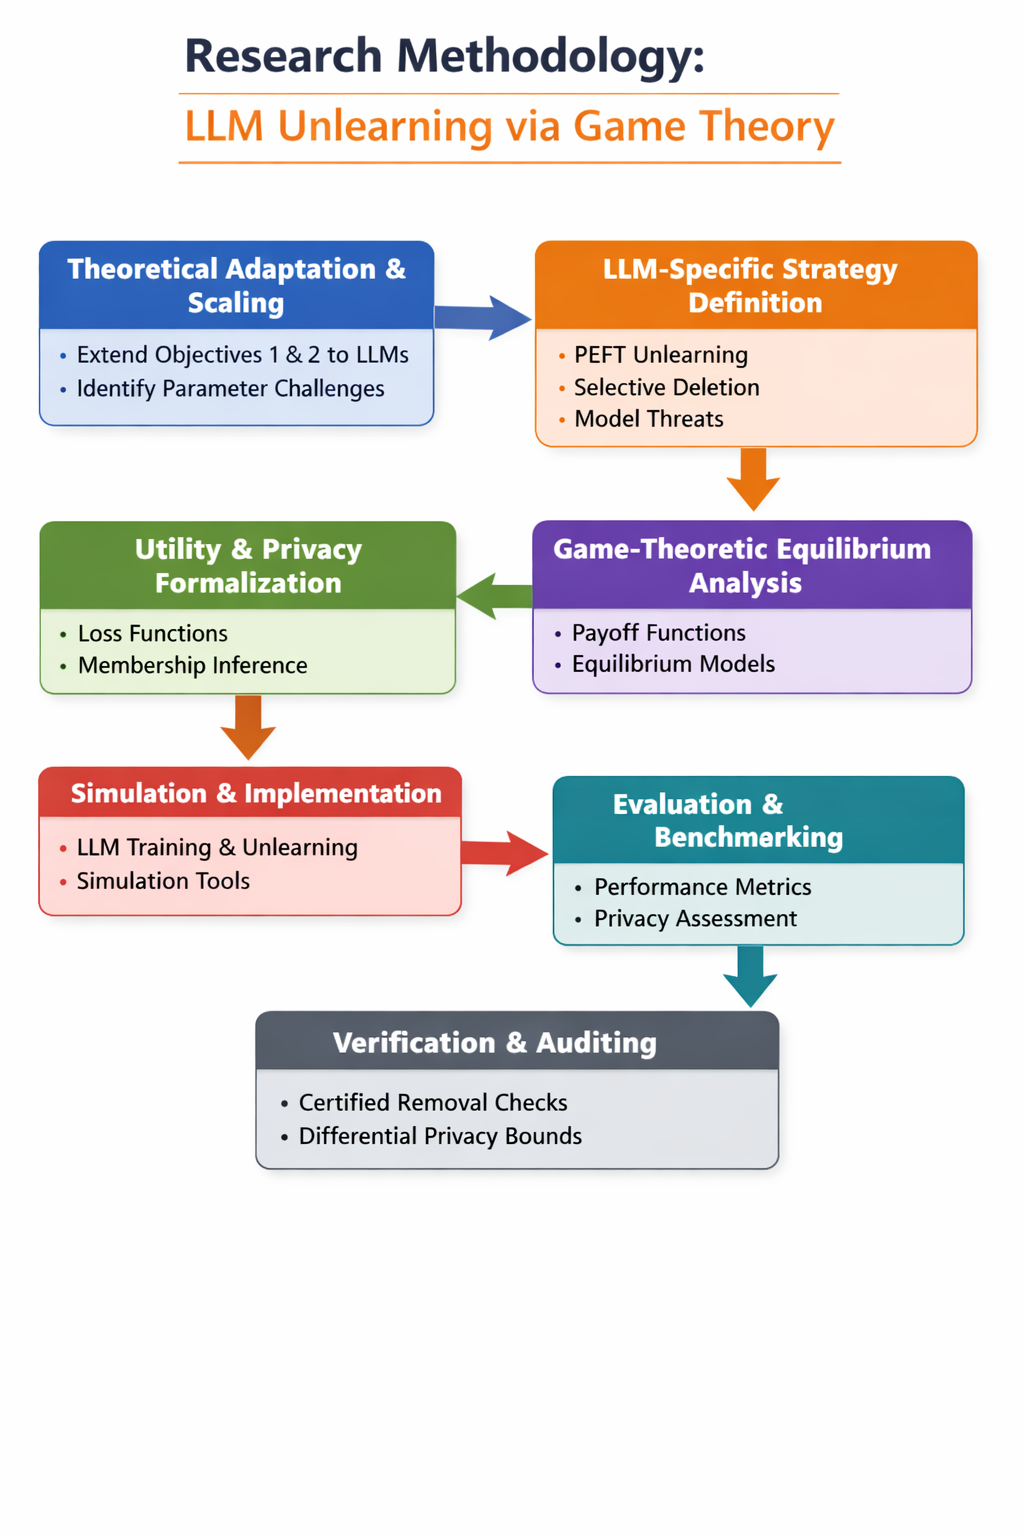 Research Methodology:
LLM Unlearning via Game Theory
Theoretical Adaptation &
Scaling
• Extend Objectives 1 & 2 to LLMs
• Identify Parameter Challenges
LLM-Specific Strategy
Definition
• PEFT Unlearning
• Selective Deletion
• Model Threats
Game-Theoretic Equilibrium
Analysis
• Payoff Functions
• Equilibrium Models
Utility & Privacy
Formalization
• Loss Functions
• Membership Inference
Simulation & Implementation
• LLM Training & Unlearning
• Simulation Tools
Evaluation &
Benchmerking
• Performance Metrics
• Privacy Assessment
Verification & Auditing
• Certified Removal Checks
• Differential Privacy Bounds